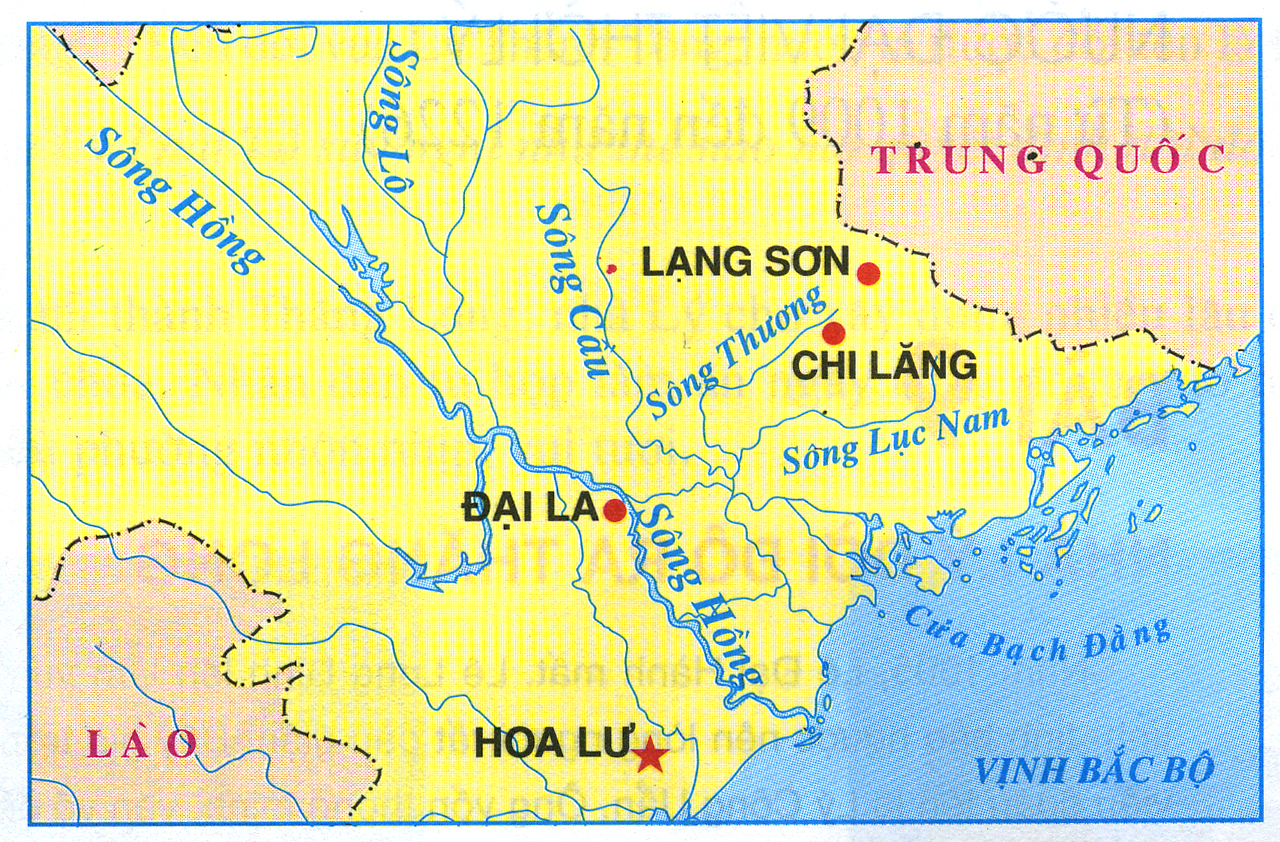 Sông Lô
Sông Hồng
TRUNG QUỐC
Sông Cầu
LẠNG SƠN
Sông Thương
CHI LĂNG
Sông Lục Nam
ĐẠI LA
Sông Hồng
Cửa Bạch Đằng
LÀO
HOA LƯ
VỊNH BẮC BỘ